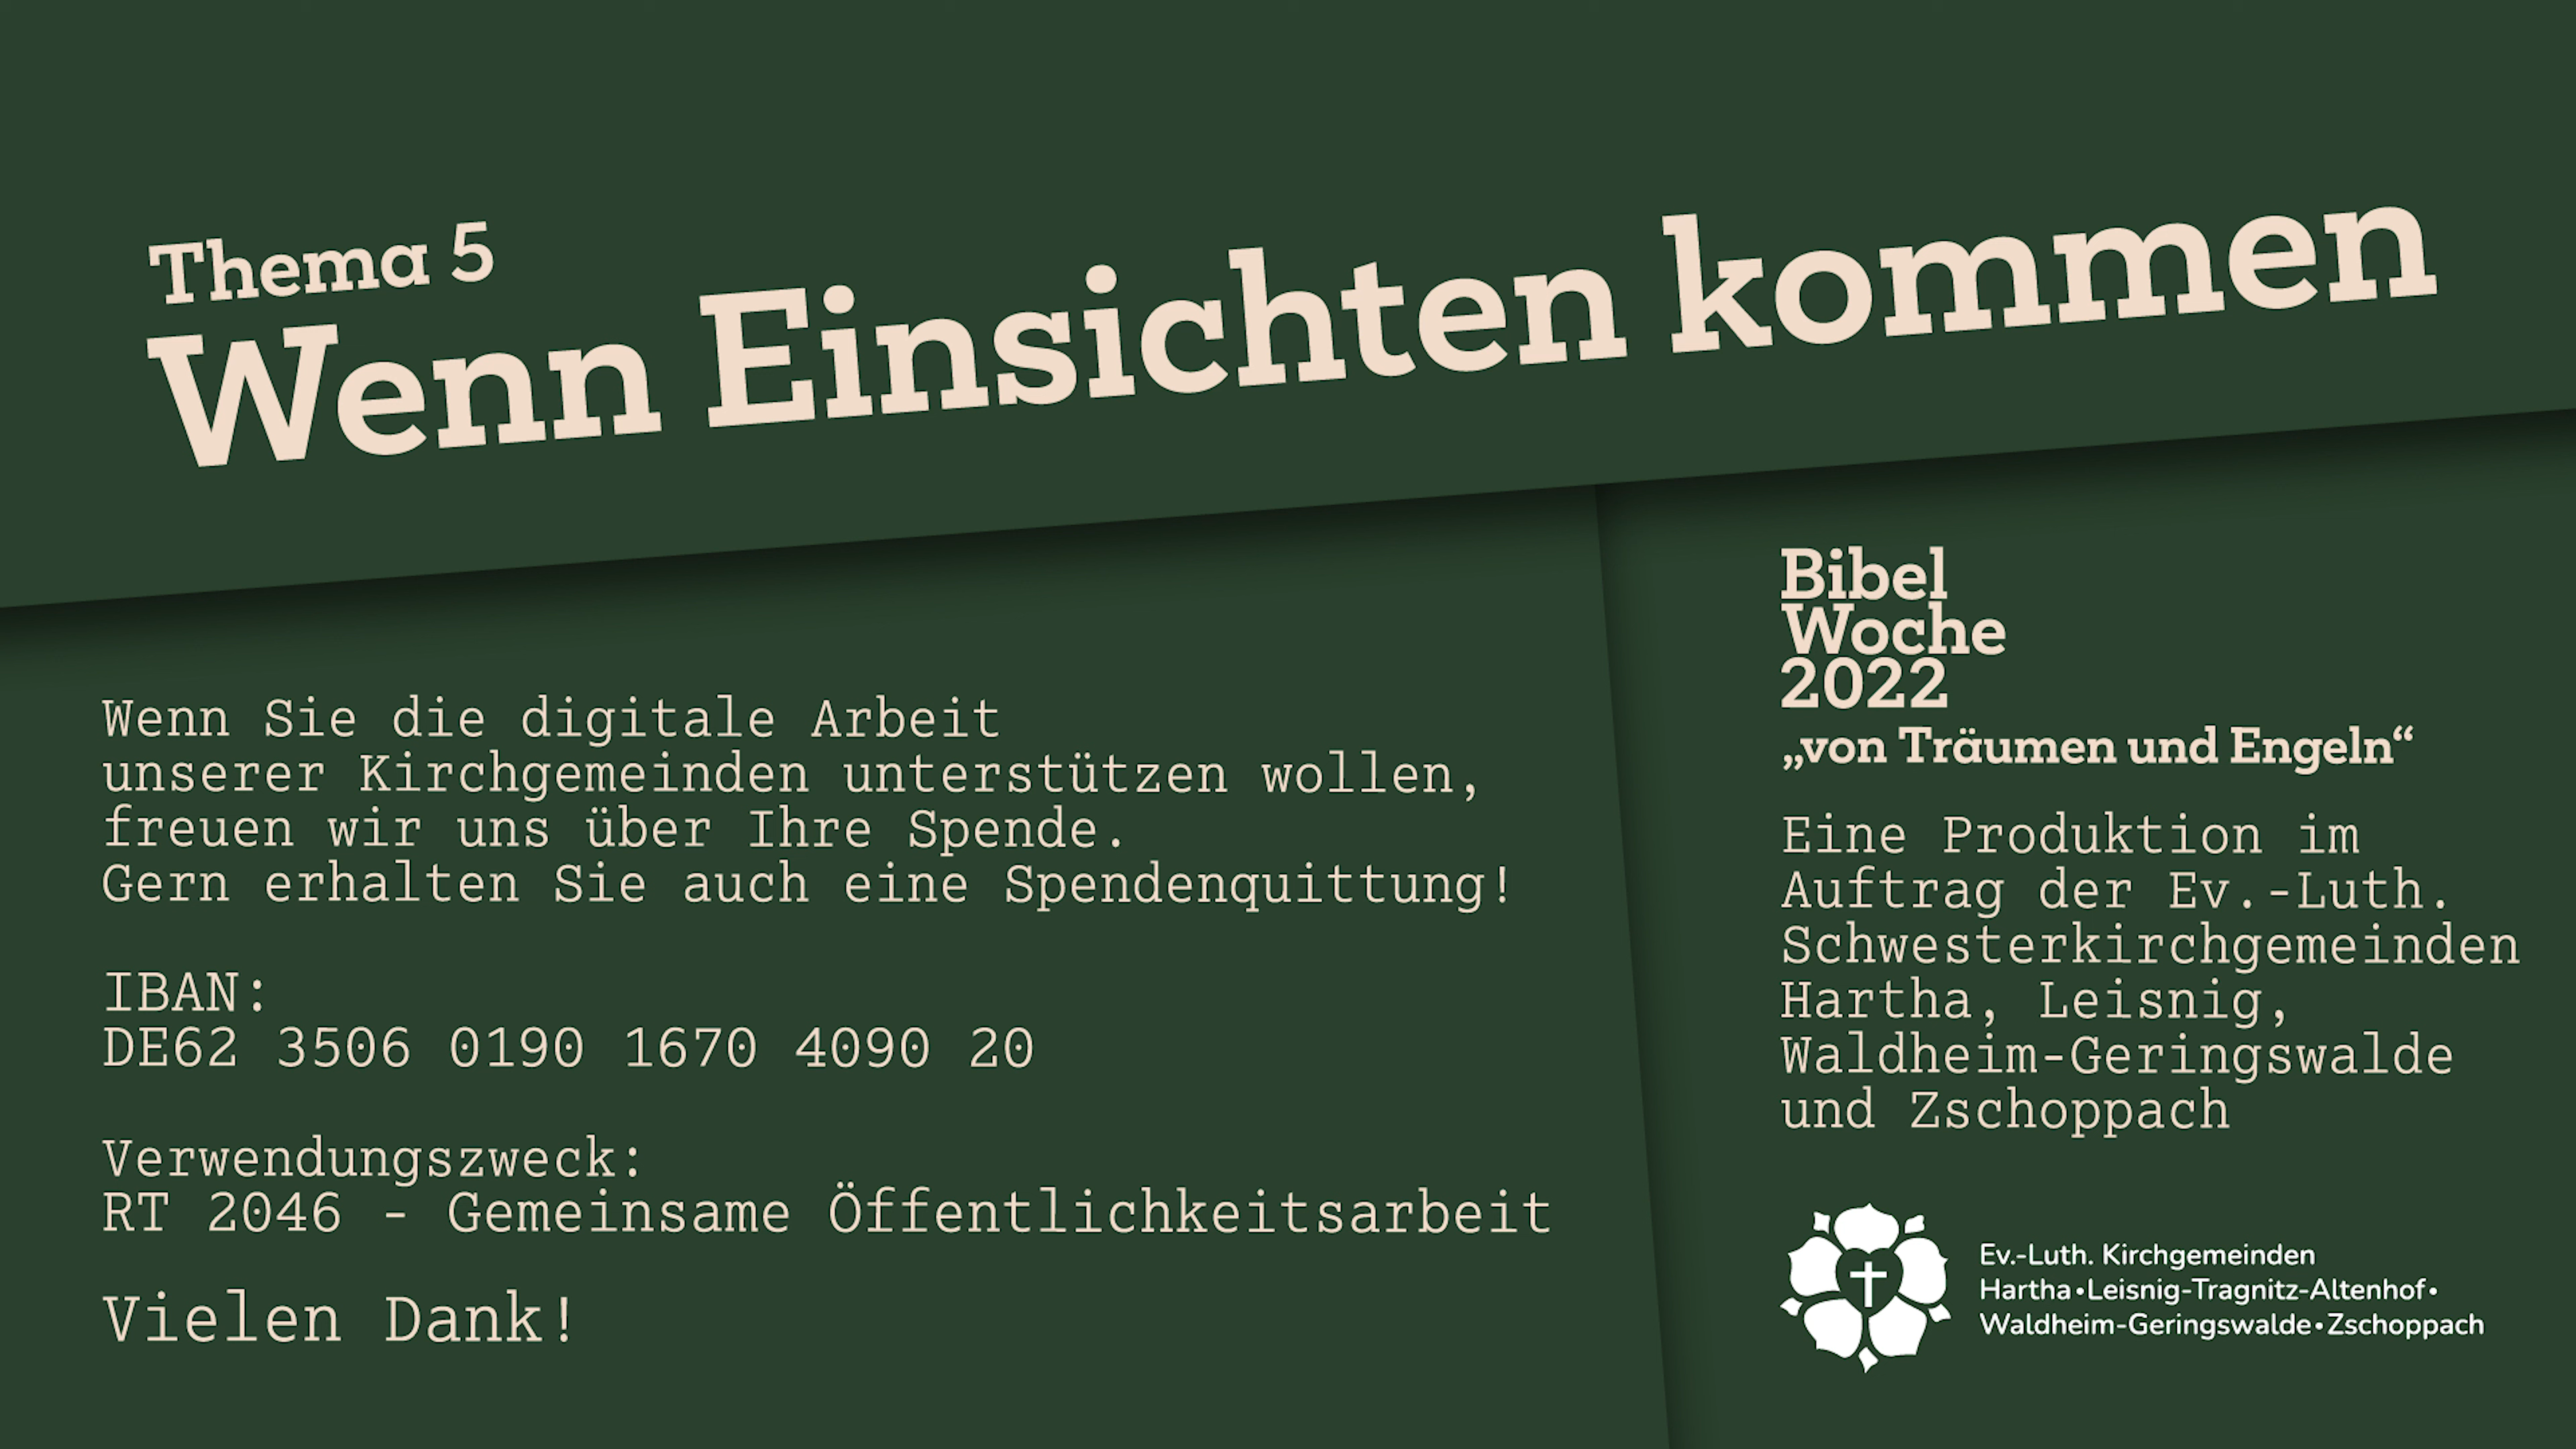 Thema 5
Wenn Einsichten kommen
Wenn Sie die digitale Arbeit
unserer Kirchgemeinden unterstützen wollen,
freuen wir uns über Ihre Spende.
Gern erhalten Sie auch eine Spendenquittung!
IBAN:
DE62 3506 0190 1670 4090 20
Verwendungszweck:
RT 2046 - Gemeinsame Öffentlichkeitsarbeit
Vielen Dank!
Bibel
Woche
2022
„von Träumen und Engeln“
Eine Produktion im
Auftrag der Ev.-Luth.
Schwesterkirchgemeinden
Hartha, Leisnig,
Waldheim-Geringswalde
und Zschoppach
Ev.-Luth. Kirchgemeinden
Hartha•Leisnig-Tragnitz-Altenhof•
Waldheim-Geringswalde•Zschoppach